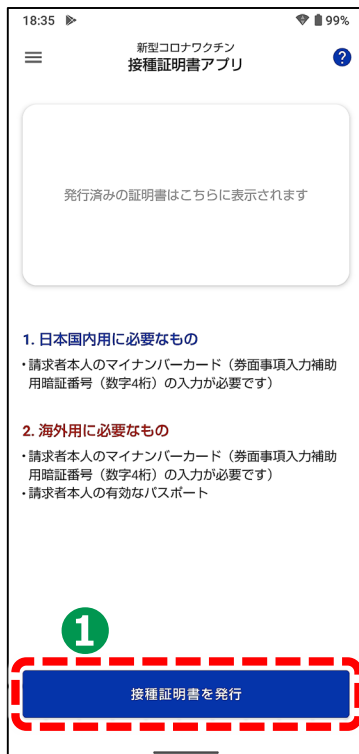 18:35 99%
新型コロナワクチン
接種証明書アプリ
?
発行済みの証明書はこちらに表示されます
1. 日本国内用に必要なもの
・請求者本人のマイナンバーカード（券面事項入力補助
用暗証番号（数字4桁）の入力が必要です）
2. 海外用に必要なもの
・請求者本人のマイナンバーカード（券面事項入力補助
用暗証番号（数字4桁）の入力が必要です）
・請求者本人の有効なパスポート
1
接種証明書を発行